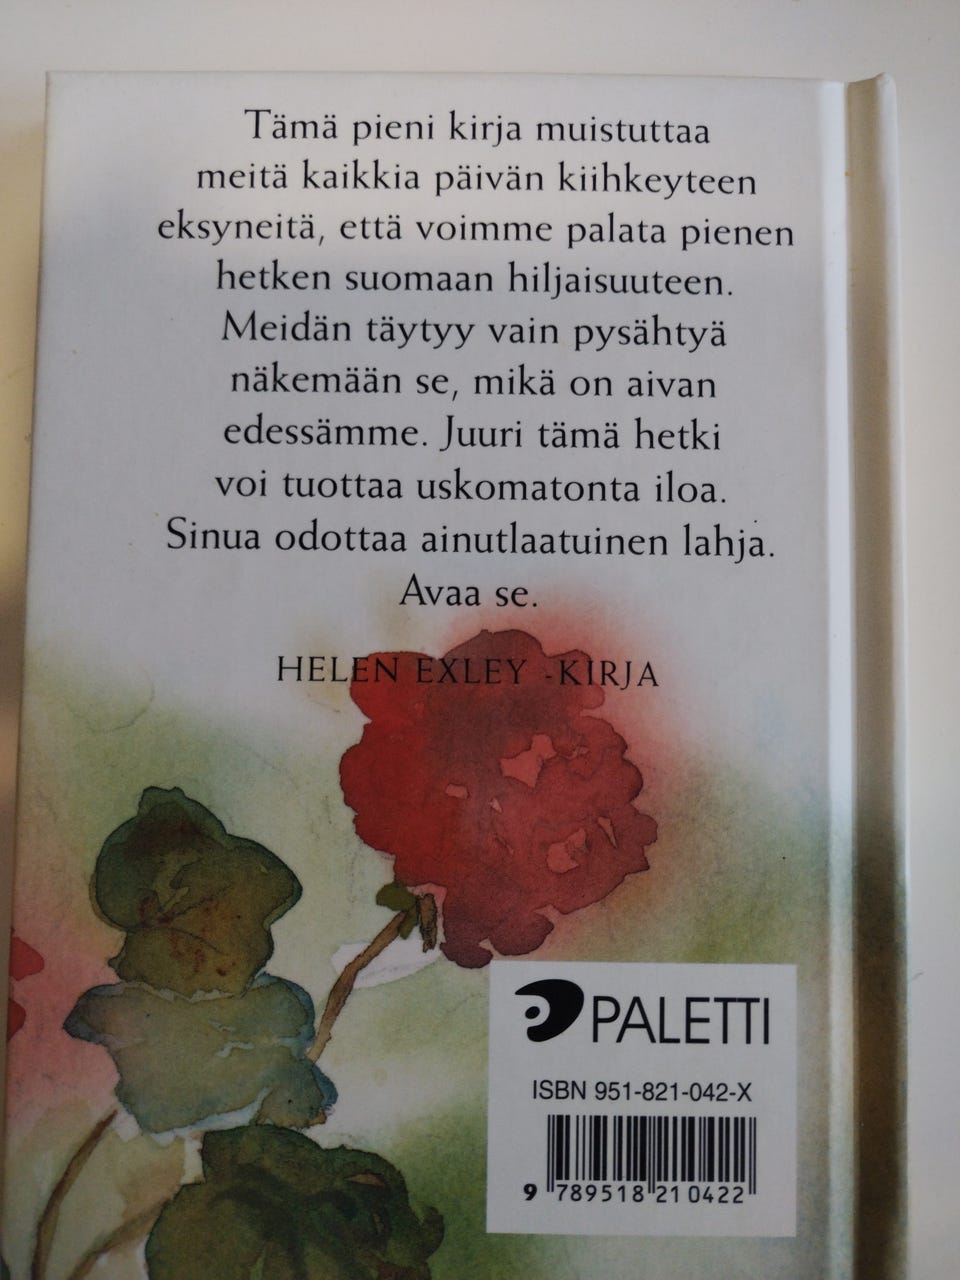 Tämä pieni kirja muistuttaa
meitä kaikkia päivän kiihkeyteen
eksyneitä, että voimme palata pienen
hetken suomaan hiljaisuuteen.
Meidän täytyy vain pysähtyä
näkemään se, mikä on aivan
edessämme. Juuri tämä hetki
voi tuottaa uskomatonta iloa.
Sinua odottaa ainutlaatuinen lahja.
Avaa se.
HELEN EXLEY -KIRJA
PALETTI
ISBN 951-821-042-X
9 789518 210422